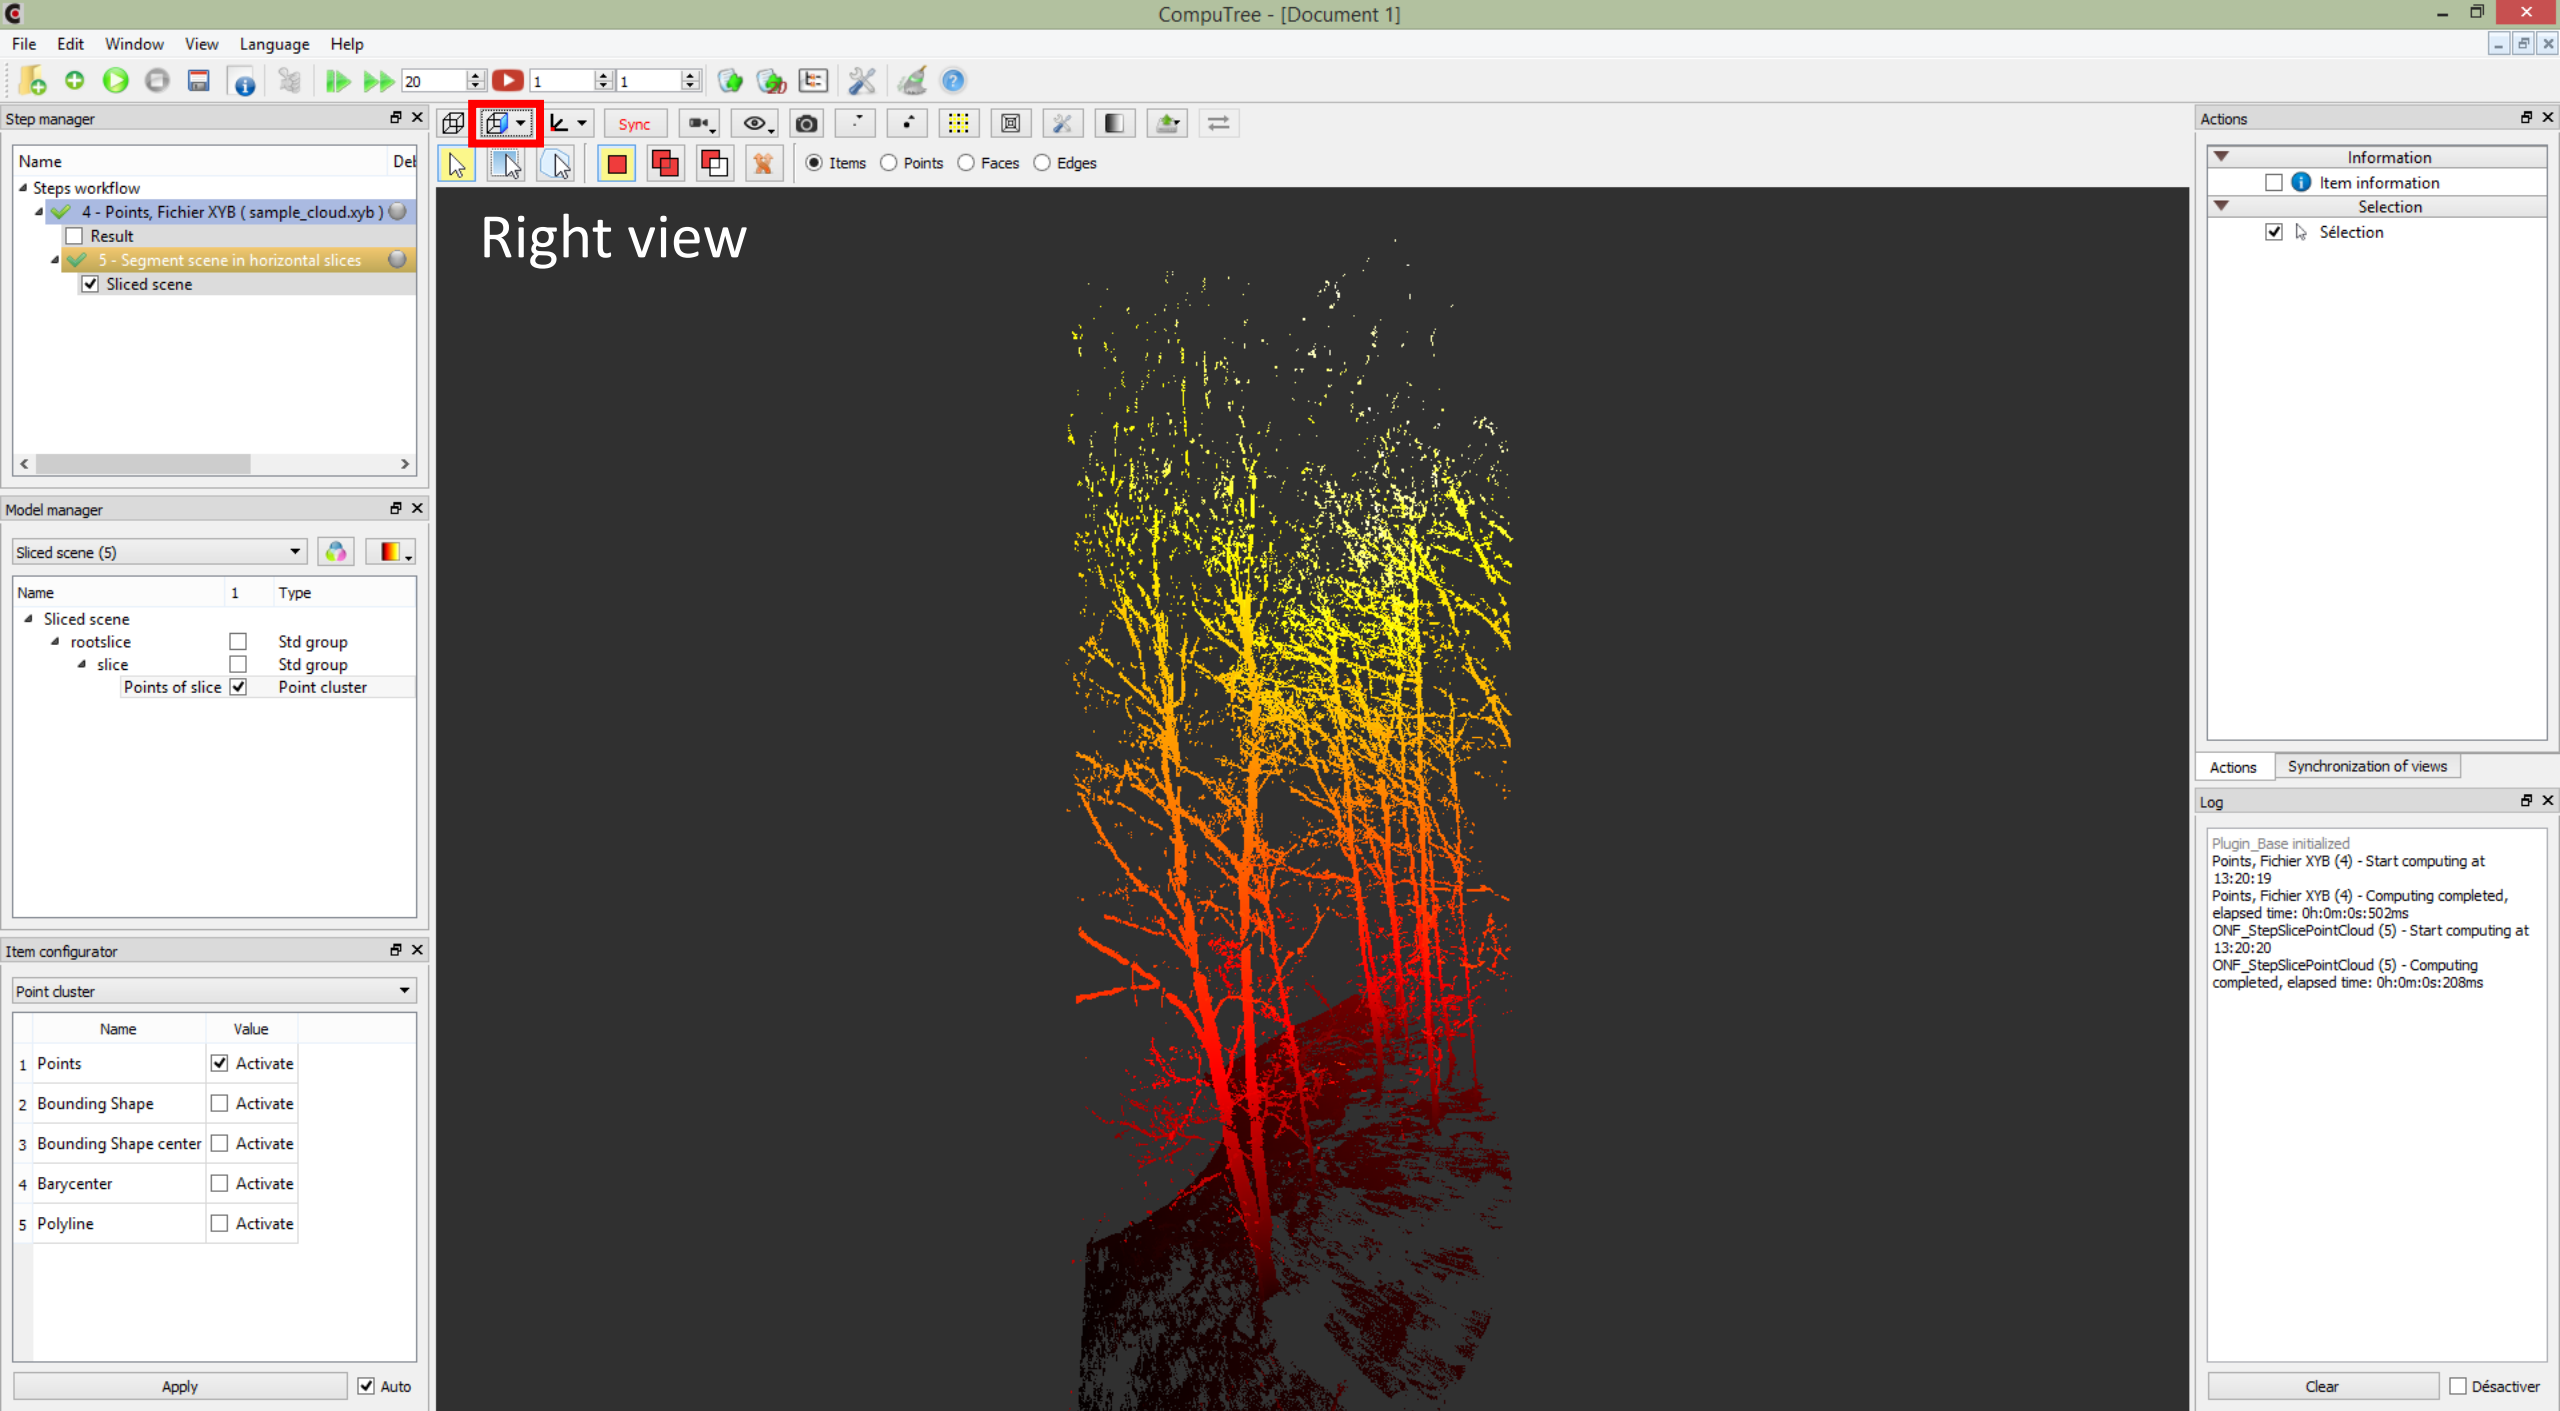 CompuTree - [Document 1]
File Edit Window View Language Help
20 1 1
Step manager
Name
Steps workflow
4 - Points, Fichier XYB ( sample_cloud.xyb )
Result
5 - Segment scene in horizontal slices
Sliced scene
Model manager
Sliced scene (5)
Name 1 Type
Sliced scene
rootslice Std group
slice Std group
Points of slice Point cluster
Item configurator
Point cluster
Name Value
1 Points Activate
2 Bounding Shape Activate
3 Bounding Shape center Activate
4 Barycenter Activate
5 Polyline Activate
Apply Auto
Sync
Items Points Faces Edges
Right view
Actions
Information
Item information
Selection
Sélection
Actions Synchronization of views
Log
Plugin_Base initialized
Points, Fichier XYB (4) - Start computing at
13:20:19
Points, Fichier XYB (4) - Computing completed,
elapsed time: 0h:0m:0s:502ms
ONF_StepSlicePointCloud (5) - Start computing at
13:20:20
ONF_StepSlicePointCloud (5) - Computing
completed, elapsed time: 0h:0m:0s:208ms
Clear Désactiver